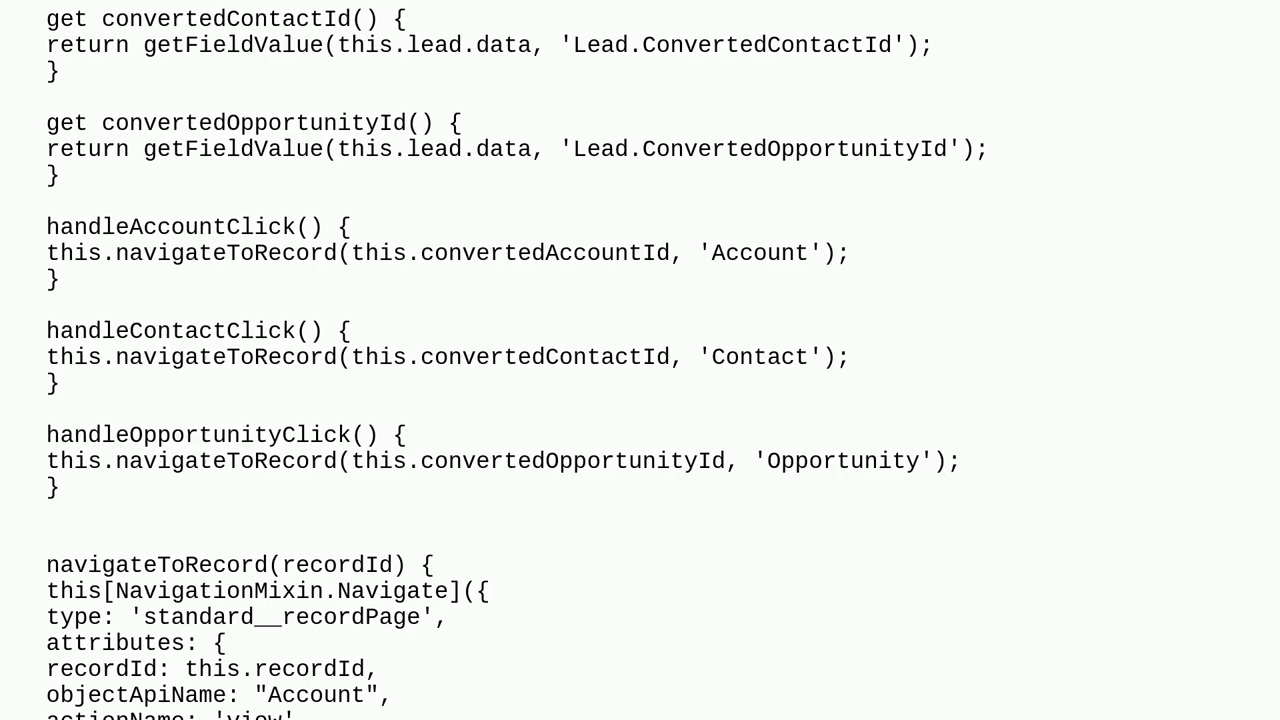 get convertedContactId() {
return getFieldValue(this.lead.data, 'Lead.ConvertedContactId');
}
get convertedOpportunityId() {
return getFieldValue(this.lead.data, 'Lead.ConvertedOpportunityId');
}
handleAccountClick() {
this.navigateToRecord(this.convertedAccountId, 'Account');
}
handleContactClick() {
this.navigateToRecord(this.convertedContactId, 'Contact');
}
handleOpportunityClick() {
this.navigateToRecord(this.convertedOpportunityId, 'Opportunity');
}
navigateToRecord(recordId) {
this[NavigationMixin.Navigate]({
type: 'standard__recordPage',
attributes: {
recordId: this.recordId,
objectApiName: "Account",
actionName: 'view'